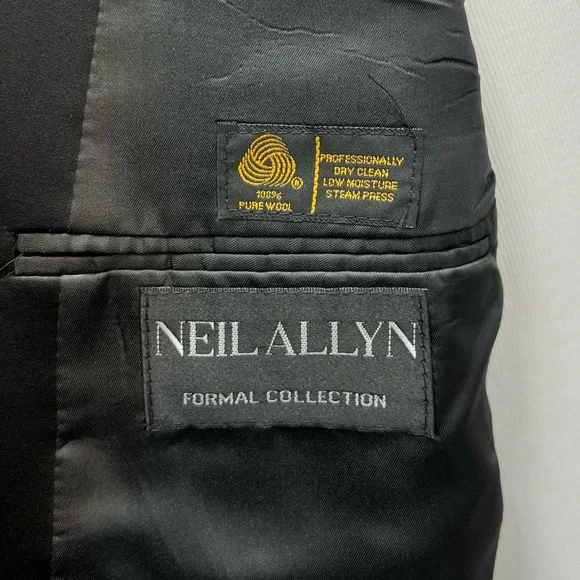 100%
PURE WOOL
PROFESSIONALLY
DRY CLEAN
LOW MOISTURE
STEAM PRESS
NEIL ALLYN
FORMAL COLLECTION